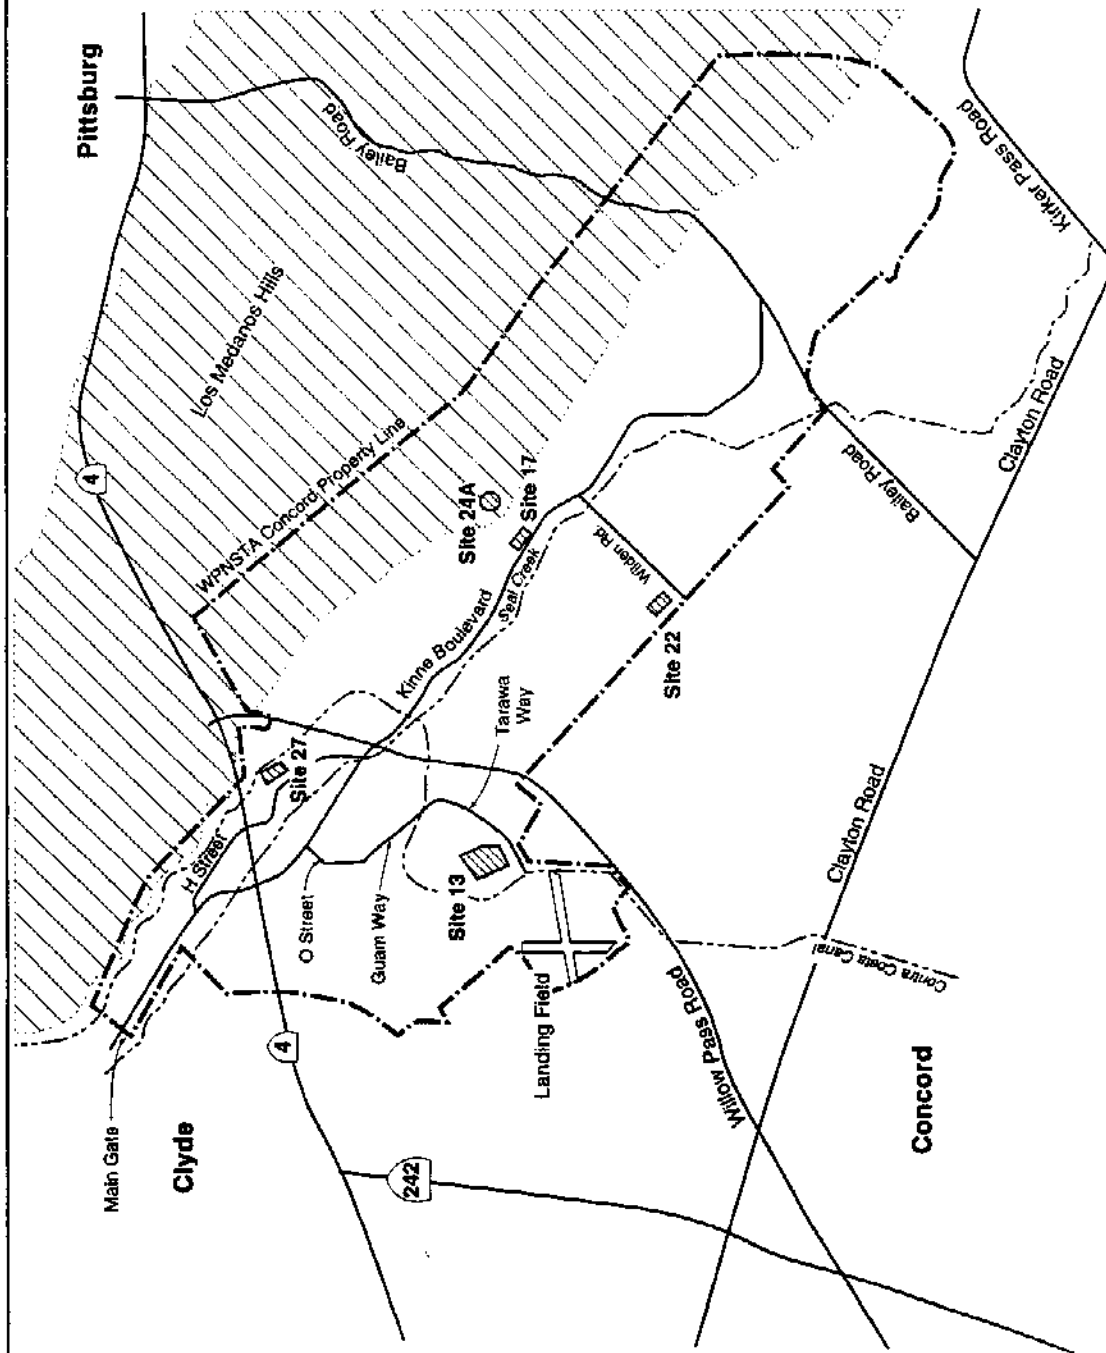 Pittsburg
Bailey Road
Los Medanos Hills
4
WPNSTA Concord Property Line
Kirker Pass Road
Site 24A
Site 17
Clayton Road
Bailey Road
Seal Creek
Wilden Rd.
Kinne Boulevard
Site 22
Tarawa
Way
Site 27
H Street
O Street
Guam Way
Site 13
Clayton Road
Contra Costa Canal
Landing Field
Willow Pass Road
4
Main Gate
Clyde
242
Concord